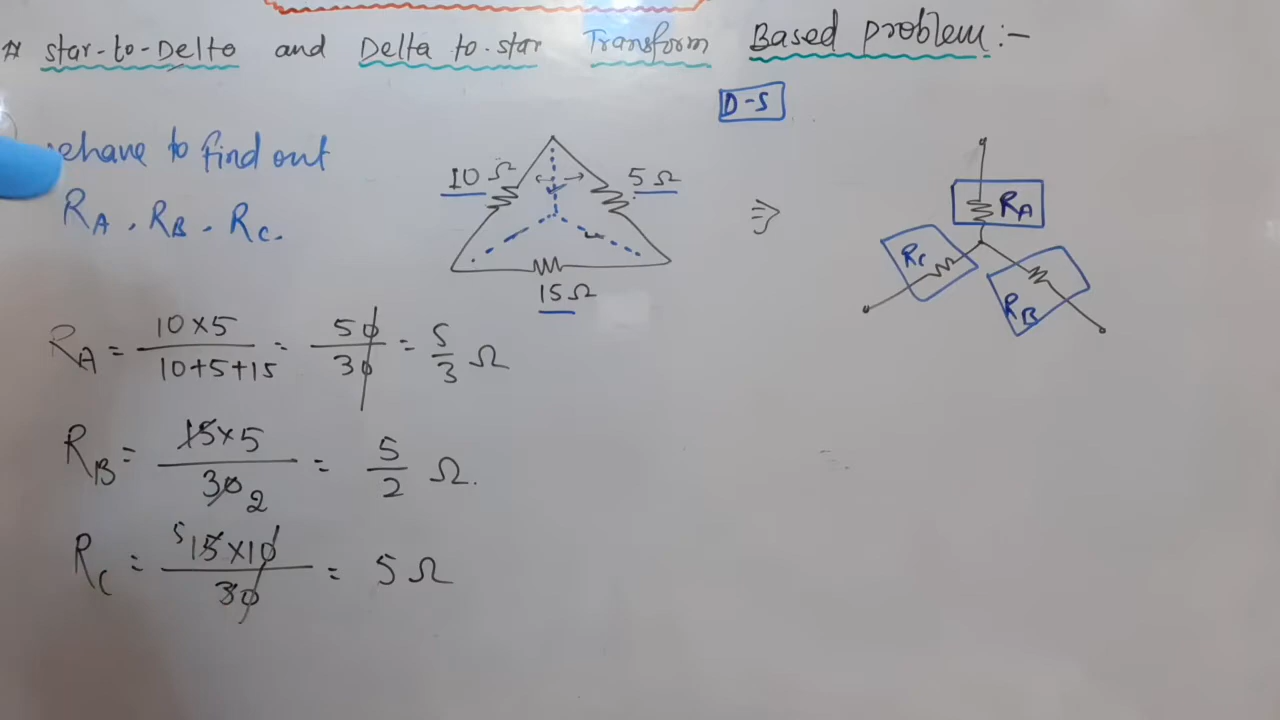 # Star-to-Delta and Delta to-star Transform Based problem:-
D-S
to find out
RA, RB, RC.
10 Ω
5 Ω
15 Ω
⇒
RA
RC
RB
RA = 10×5 / 10+5+15 = 50/30 = 5/3 Ω
RB = 15×5 / 30 2 = 5/2 Ω.
RC = 5 15×10 / 30 = 5 Ω